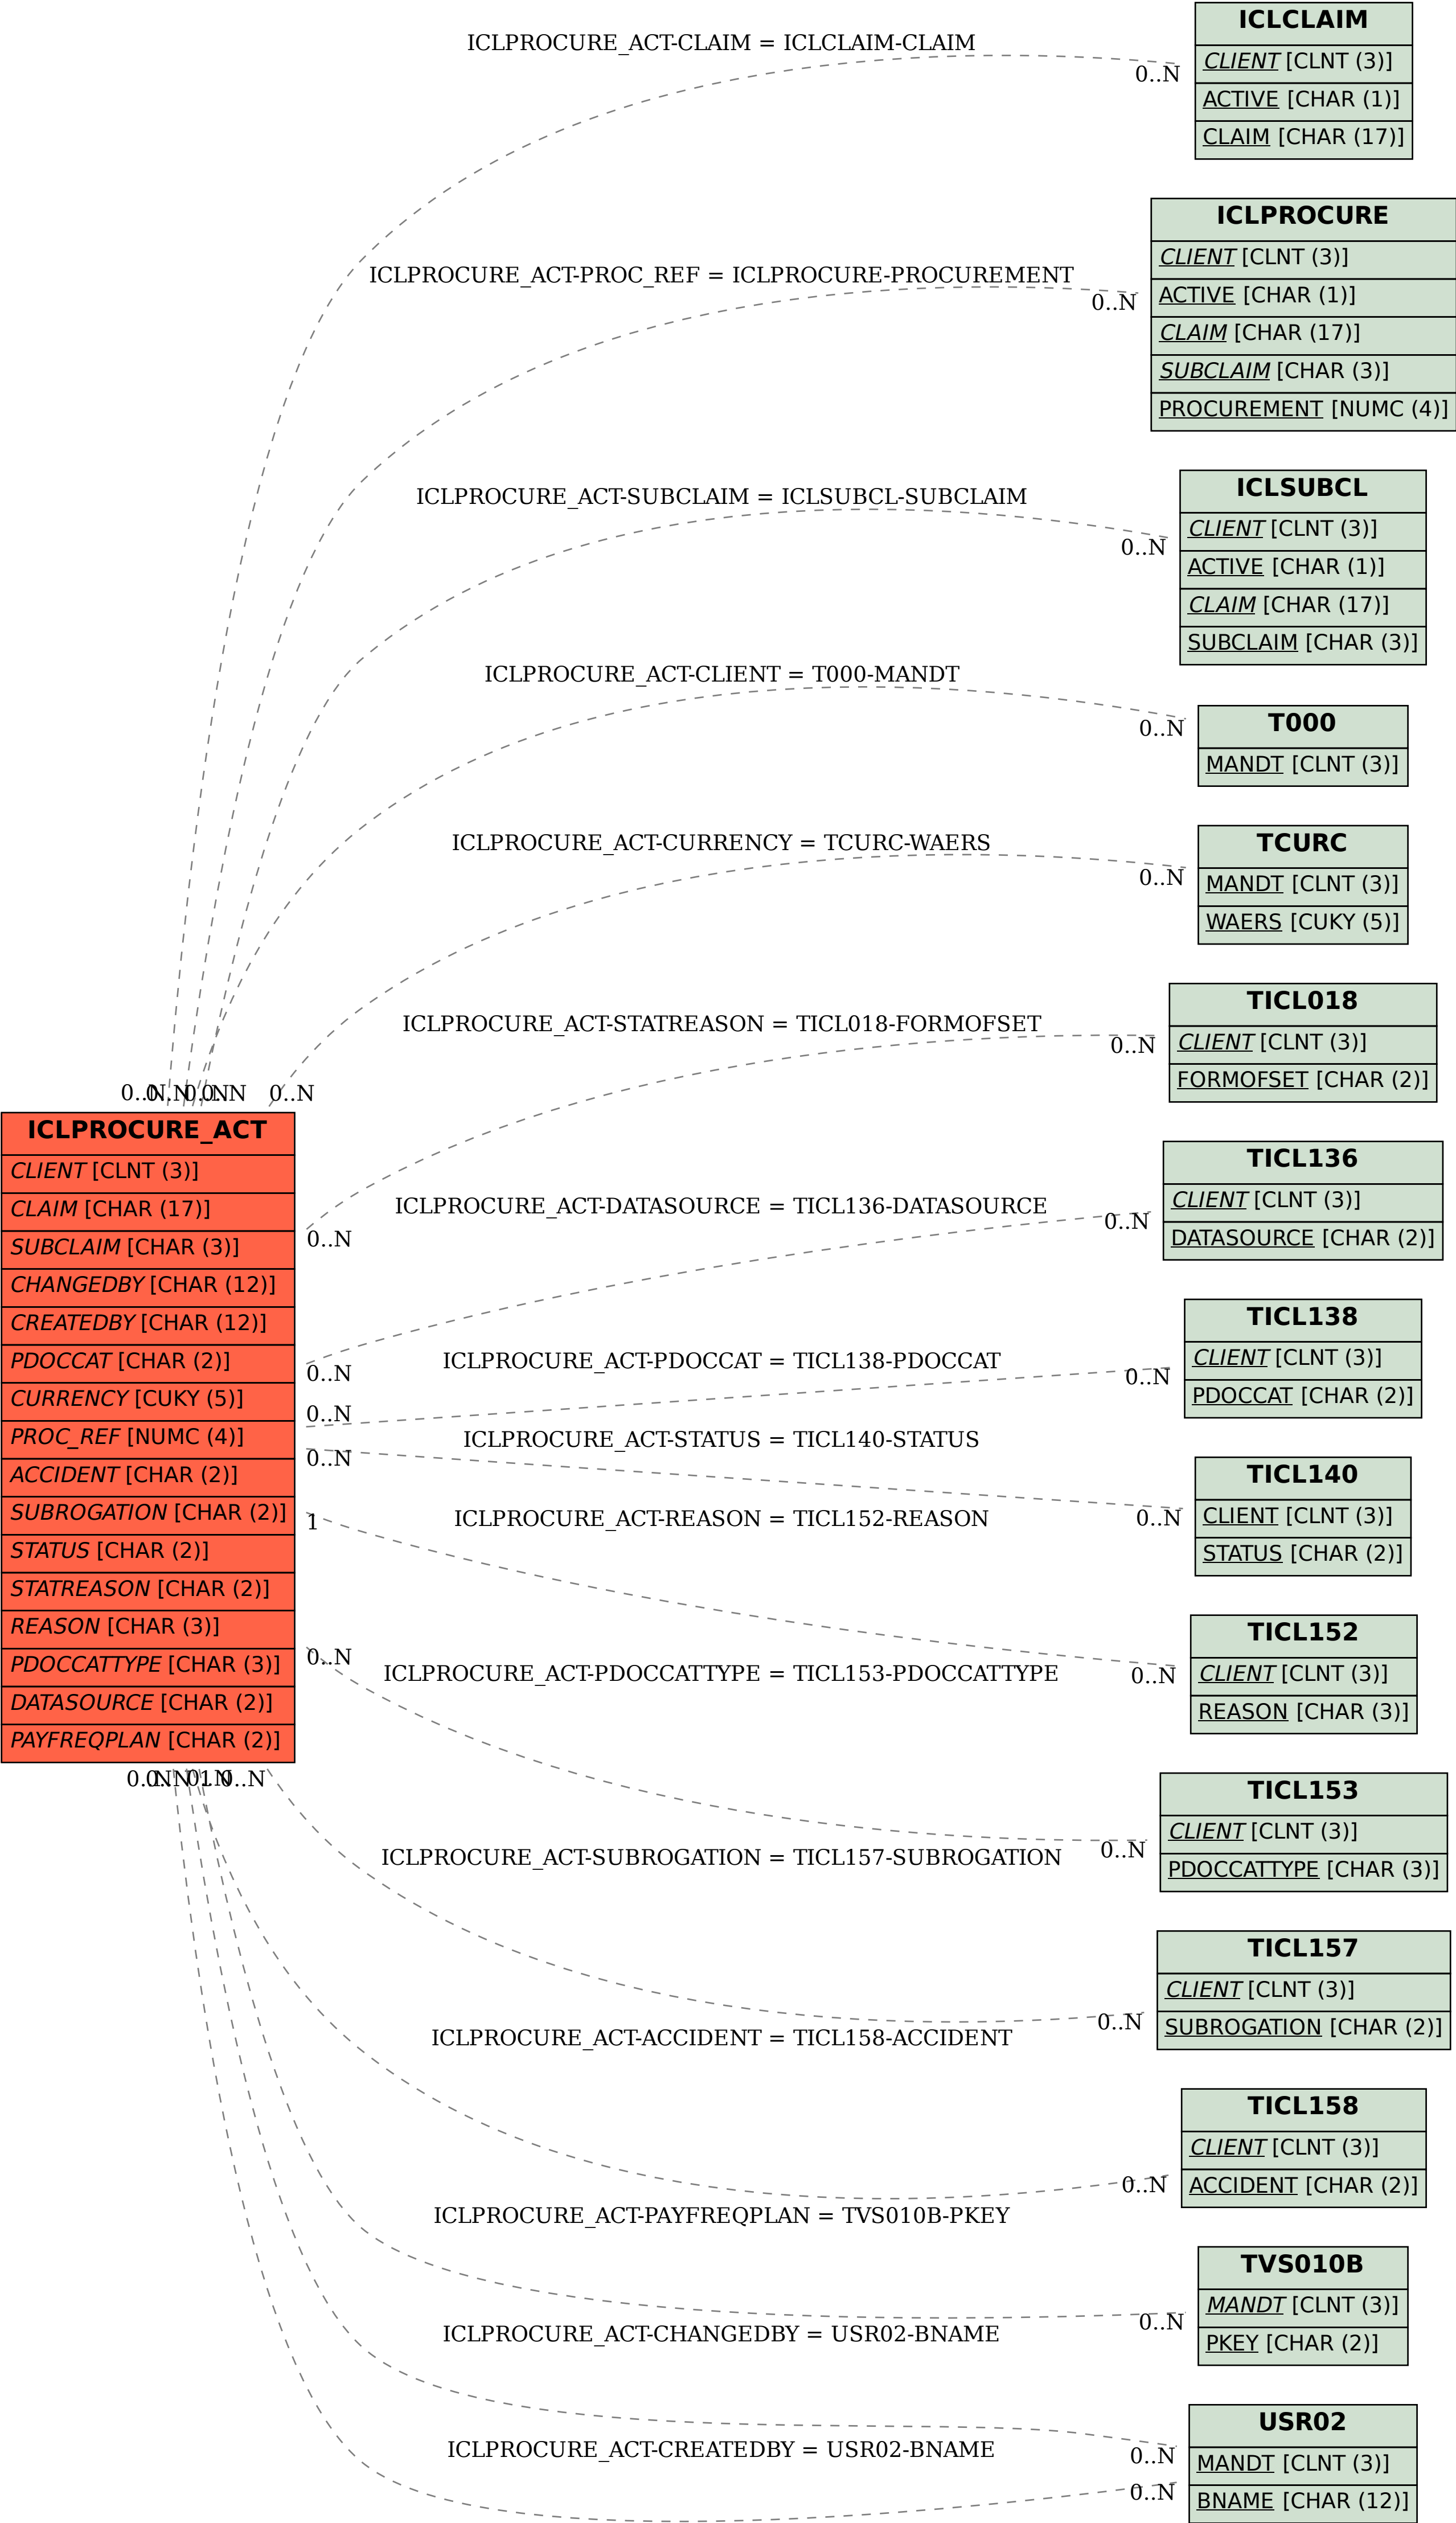 ICLCLAIM
CLIENT [CLNT (3)]
ACTIVE [CHAR (1)]
CLAIM [CHAR (17)]
ICLPROCURE_ACT-CLAIM = ICLCLAIM-CLAIM
0..N
ICLPROCURE
CLIENT [CLNT (3)]
ACTIVE [CHAR (1)]
CLAIM [CHAR (17)]
SUBCLAIM [CHAR (3)]
PROCUREMENT [NUMC (4)]
ICLPROCURE_ACT-PROC_REF = ICLPROCURE-PROCUREMENT
0..N
ICLSUBCL
CLIENT [CLNT (3)]
ACTIVE [CHAR (1)]
CLAIM [CHAR (17)]
SUBCLAIM [CHAR (3)]
ICLPROCURE_ACT-SUBCLAIM = ICLSUBCL-SUBCLAIM
0..N
T000
MANDT [CLNT (3)]
ICLPROCURE_ACT-CLIENT = T000-MANDT
0..N
TCURC
MANDT [CLNT (3)]
WAERS [CUKY (5)]
ICLPROCURE_ACT-CURRENCY = TCURC-WAERS
0..N
TICL018
CLIENT [CLNT (3)]
FORMOFSET [CHAR (2)]
ICLPROCURE_ACT-STATREASON = TICL018-FORMOFSET
0..N
0..N
ICLPROCURE_ACT
CLIENT [CLNT (3)]
CLAIM [CHAR (17)]
SUBCLAIM [CHAR (3)]
CHANGEDBY [CHAR (12)]
CREATEDBY [CHAR (12)]
PDOCCAT [CHAR (2)]
CURRENCY [CUKY (5)]
PROC_REF [NUMC (4)]
ACCIDENT [CHAR (2)]
SUBROGATION [CHAR (2)]
STATUS [CHAR (2)]
STATREASON [CHAR (2)]
REASON [CHAR (3)]
PDOCCATTYPE [CHAR (3)]
DATASOURCE [CHAR (2)]
PAYFREQPLAN [CHAR (2)]
0..N
0..N
0..N
0..N
1
0..N
0..N
TICL136
CLIENT [CLNT (3)]
DATASOURCE [CHAR (2)]
ICLPROCURE_ACT-DATASOURCE = TICL136-DATASOURCE
0..N
TICL138
CLIENT [CLNT (3)]
PDOCCAT [CHAR (2)]
ICLPROCURE_ACT-PDOCCAT = TICL138-PDOCCAT
0..N
TICL140
CLIENT [CLNT (3)]
STATUS [CHAR (2)]
ICLPROCURE_ACT-STATUS = TICL140-STATUS
0..N
TICL152
CLIENT [CLNT (3)]
REASON [CHAR (3)]
ICLPROCURE_ACT-REASON = TICL152-REASON
0..N
TICL153
CLIENT [CLNT (3)]
PDOCCATTYPE [CHAR (3)]
ICLPROCURE_ACT-PDOCCATTYPE = TICL153-PDOCCATTYPE
0..N
TICL157
CLIENT [CLNT (3)]
SUBROGATION [CHAR (2)]
ICLPROCURE_ACT-SUBROGATION = TICL157-SUBROGATION
0..N
TICL158
CLIENT [CLNT (3)]
ACCIDENT [CHAR (2)]
ICLPROCURE_ACT-ACCIDENT = TICL158-ACCIDENT
0..N
TVS010B
MANDT [CLNT (3)]
PKEY [CHAR (2)]
ICLPROCURE_ACT-PAYFREQPLAN = TVS010B-PKEY
0..N
USR02
MANDT [CLNT (3)]
BNAME [CHAR (12)]
ICLPROCURE_ACT-CHANGEDBY = USR02-BNAME
0..N
ICLPROCURE_ACT-CREATEDBY = USR02-BNAME
0..N